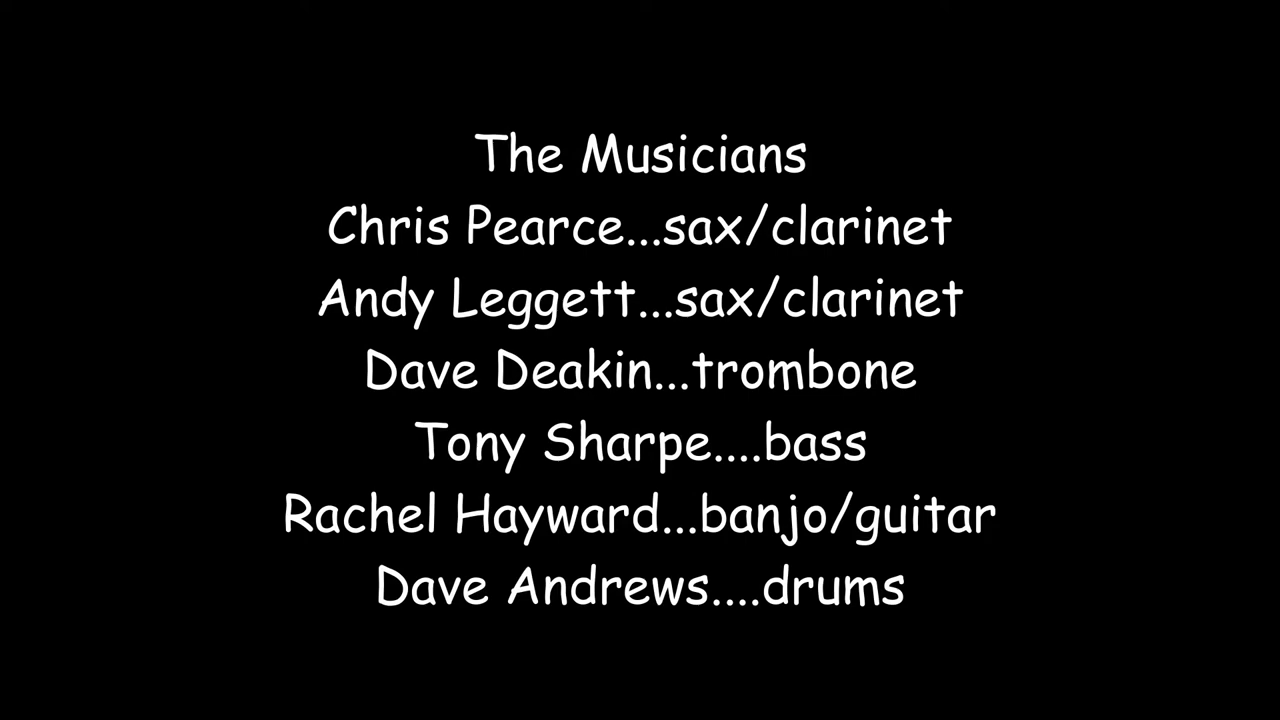 The Musicians
Chris Pearce...sax/clarinet
Andy Leggett...sax/clarinet
Dave Deakin...trombone
Tony Sharpe....bass
Rachel Hayward...banjo/guitar
Dave Andrews....drums